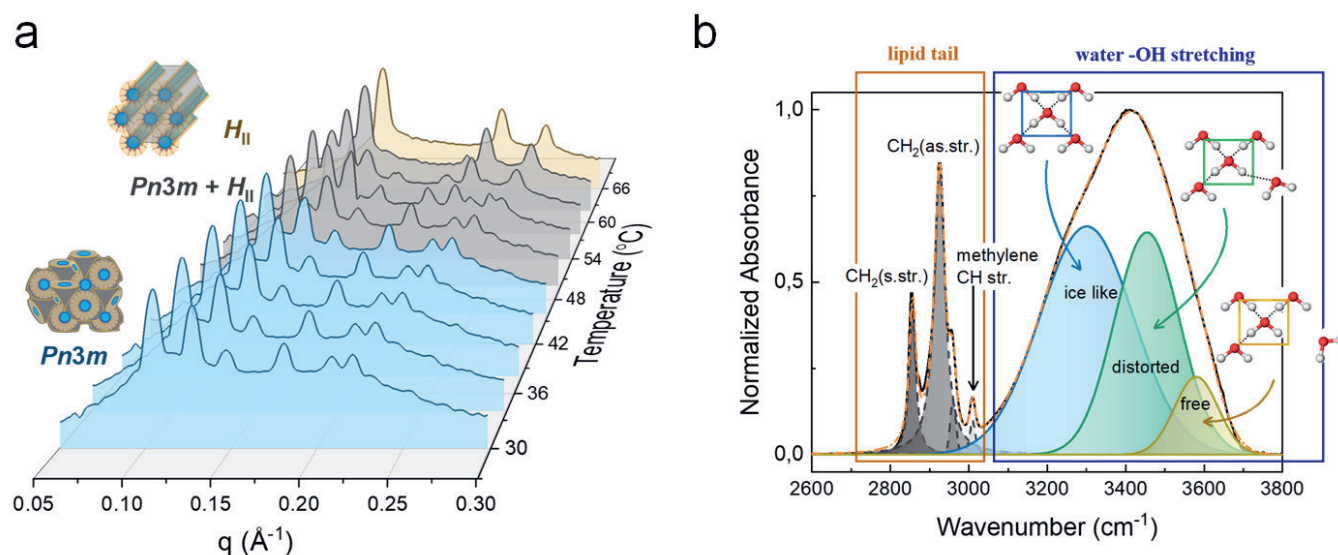 a
H_II
Pn3m + H_II
Pn3m
66
60
54
48
42
36
30
Temperature (°C)
0.05
0.10
0.15
0.20
0.25
0.30
q (Å⁻¹)
b
lipid tail
water -OH stretching
1,0
0,5
0,0
Normalized Absorbance
CH₂(as.str.)
CH₂(s.str.)
methylene
CH str.
ice like
distorted
free
2600
2800
3000
3200
3400
3600
3800
Wavenumber (cm⁻¹)